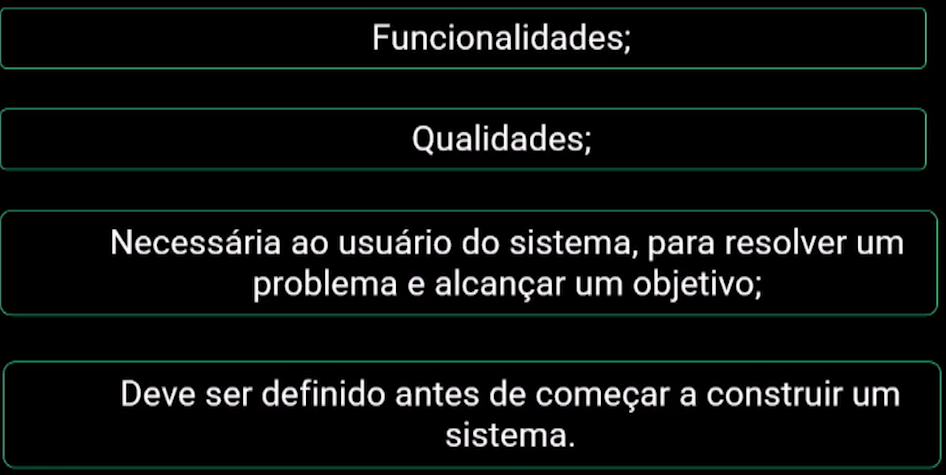 Funcionalidades;
Qualidades;
Necessária ao usuário do sistema, para resolver um
problema e alcançar um objetivo;
Deve ser definido antes de começar a construir um
sistema.